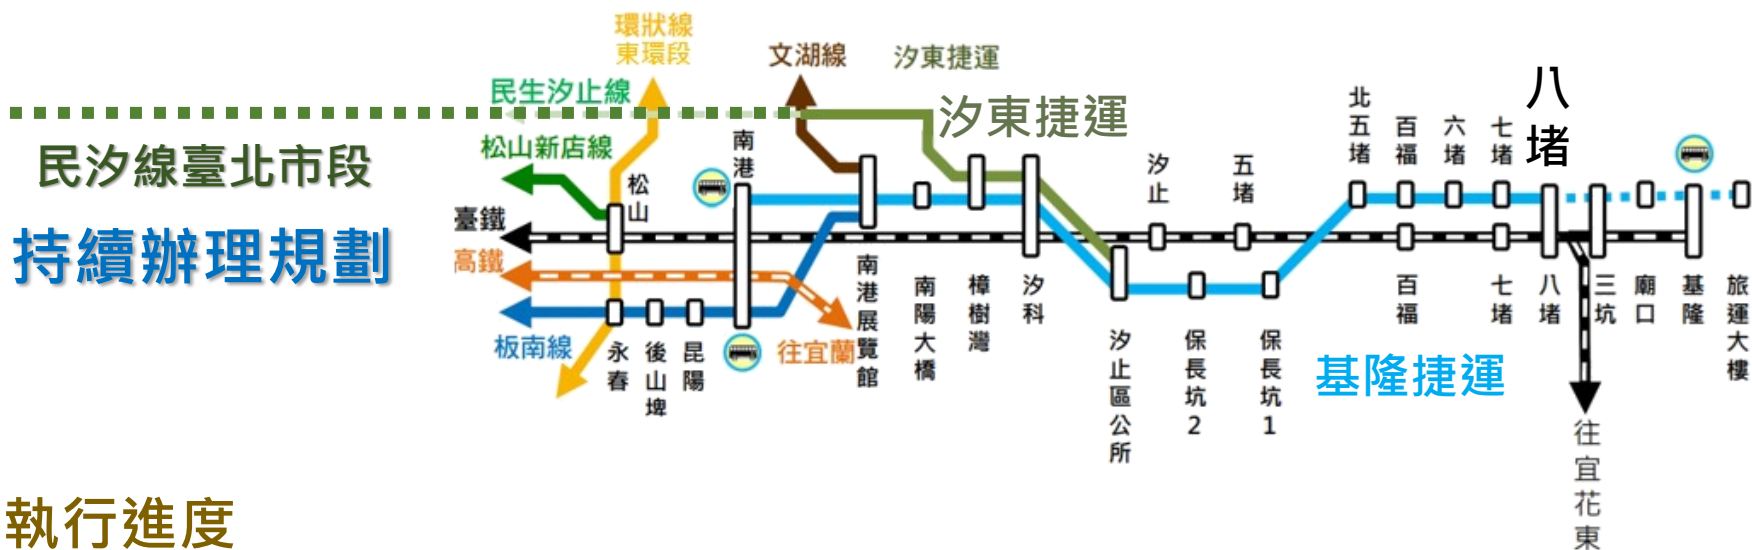 環狀線
東環段
文湖線
汐東捷運
民生汐止線
汐東捷運
八堵
北五堵
百福
六堵
七堵
南港
松山新店線
民汐線臺北市段
汐止
五堵
松山
臺鐵
持續辦理規劃
高鐵
南港展覽館
南陽大橋
樟樹灣
汐科
百福
七堵
八堵
三坑
廟口
基隆
旅運大樓
板南線
永春
後山埤
昆陽
往宜蘭
汐止區公所
保長坑2
保長坑1
基隆捷運
往宜花東
執行進度